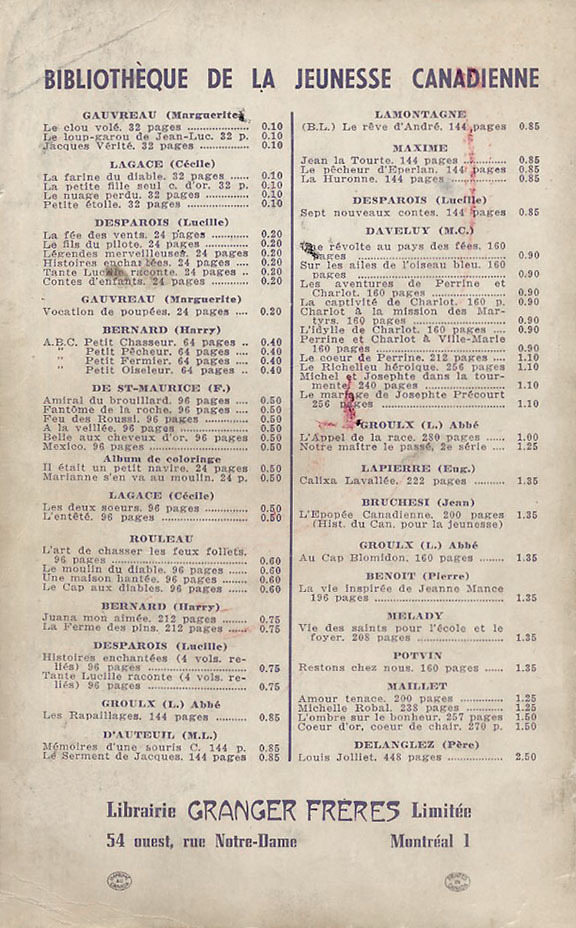 BIBLIOTHÈQUE DE LA JEUNESSE CANADIENNE
GAUVREAU (Marguerite)
Le clou volé. 32 pages .................. 0.10
Le loup-garou de Jean-Luc. 32 p. 0.10
Jacques Vérité. 32 pages ............ 0.10
LAGACE (Cécile)
La farine du diable. 32 pages ...... 0.10
La petite fille seul c. d'or. 32 p. 0.10
Le nuage perdu. 32 pages ............ 0.10
Petite étoile. 32 pages ................ 0.10
DESPAROIS (Lucille)
La fée des vents. 24 pages .......... 0.20
Le fils du pilote. 24 pages .......... 0.20
Légendes merveilleuses. 24 pages 0.20
Histoires enchantées. 24 pages .... 0.20
Tante Lucille raconte. 24 pages .. 0.20
Contes d'enfants. 24 pages .......... 0.20
GAUVREAU (Marguerite)
Vocation de poupées. 24 pages .... 0.20
BERNARD (Harry)
A.B.C. Petit Chasseur. 64 pages .. 0.40
" Petit Pêcheur. 64 pages .... 0.40
" Petit Fermier. 64 pages .... 0.40
" Petit Oiseleur. 64 pages .. 0.40
DE ST-MAURICE (F.)
Amiral du brouillard. 96 pages .... 0.50
Fantôme de la roche. 96 pages .... 0.50
Feu des Roussi. 96 pages ............ 0.50
A la veillée. 96 pages .................. 0.50
Belle aux cheveux d'or. 96 pages 0.50
Mexico. 96 pages .......................... 0.50
Album de coloriage
Il était un petit navire. 24 pages 0.50
Marianne s'en va au moulin. 24 p. 0.50
LAGACE (Cécile)
Les deux soeurs. 96 pages .......... 0.50
L'entêté. 96 pages ........................ 0.50
ROULEAU
L'art de chasser les feux follets.
96 pages .................................... 0.60
Le moulin du diable. 96 pages .... 0.60
Une maison hantée. 96 pages ...... 0.60
Le Cap aux diables. 96 pages ...... 0.60
BERNARD (Harry)
Juana mon aimée. 212 pages ........ 0.75
La Ferme des pins. 212 pages ...... 0.75
DESPAROIS (Lucille)
Histoires enchantées (4 vols. re-
liés) 96 pages ............................ 0.75
Tante Lucille raconte (4 vols. re-
liés) 96 pages ............................ 0.75
GROULX (L.) Abbé
Les Rapaillages. 144 pages .......... 0.85
D'AUTEUIL (M.L.)
Mémoires d'une souris C. 144 p. 0.85
Le Serment de Jacques. 144 pages 0.85
LAMONTAGNE
(B.L.) Le rêve d'André. 144 pages 0.85
MAXIME
Jean la Tourte. 144 pages ............ 0.85
Le pêcheur d'Eperlan. 144 pages 0.85
La Huronne. 144 pages ................ 0.85
DESPAROIS (Lucille)
Sept nouveaux contes. 144 pages 0.85
DAVELUY (M.C.)
Une révolte au pays des fées. 160
pages .......................................... 0.90
Sur les ailes de l'oiseau bleu. 160
pages .......................................... 0.90
Les aventures de Perrine et
Charlot. 160 pages .................... 0.90
La captivité de Charlot. 160 p. 0.90
Charlot à la mission des Mar-
tyrs. 160 pages .......................... 0.90
L'idylle de Charlot. 160 pages .... 0.90
Perrine et Charlot à Ville-Marie
160 pages .................................... 0.90
Le coeur de Perrine. 212 pages .... 1.10
Le Richelieu héroïque. 256 pages 1.10
Michel et Josephte dans la tour-
mente. 240 pages ........................ 1.10
Le mariage de Josephte Précourt
256 pages .................................... 1.10
GROULX (L.) Abbé
L'Appel de la race. 280 pages ...... 1.00
Notre maître le passé, 2e série .... 1.25
LAPIERRE (Eug.)
Calixa Lavallée. 222 pages .......... 1.35
BRUCHESI (Jean)
L'Epopée Canadienne. 200 pages 1.35
(Hist. du Can. pour la jeunesse)
GROULX (L.) Abbé
Au Cap Blomidon. 160 pages ........ 1.35
BENOIT (Pierre)
La vie inspirée de Jeanne Mance
196 pages .................................... 1.35
MELADY
Vie des saints pour l'école et le
foyer. 208 pages ........................ 1.35
POTVIN
Restons chez nous. 160 pages ...... 1.35
MAILLET
Amour tenace. 200 pages .............. 1.25
Michelle Robal. 238 pages ............ 1.25
L'ombre sur le bonheur. 257 pages 1.50
Coeur d'or, coeur de chair. 270 p. 1.50
DELANGLEZ (Père)
Louis Jolliet. 448 pages ................ 2.50
Librairie GRANGER FRÈRES Limitée
54 ouest, rue Notre-Dame Montréal 1